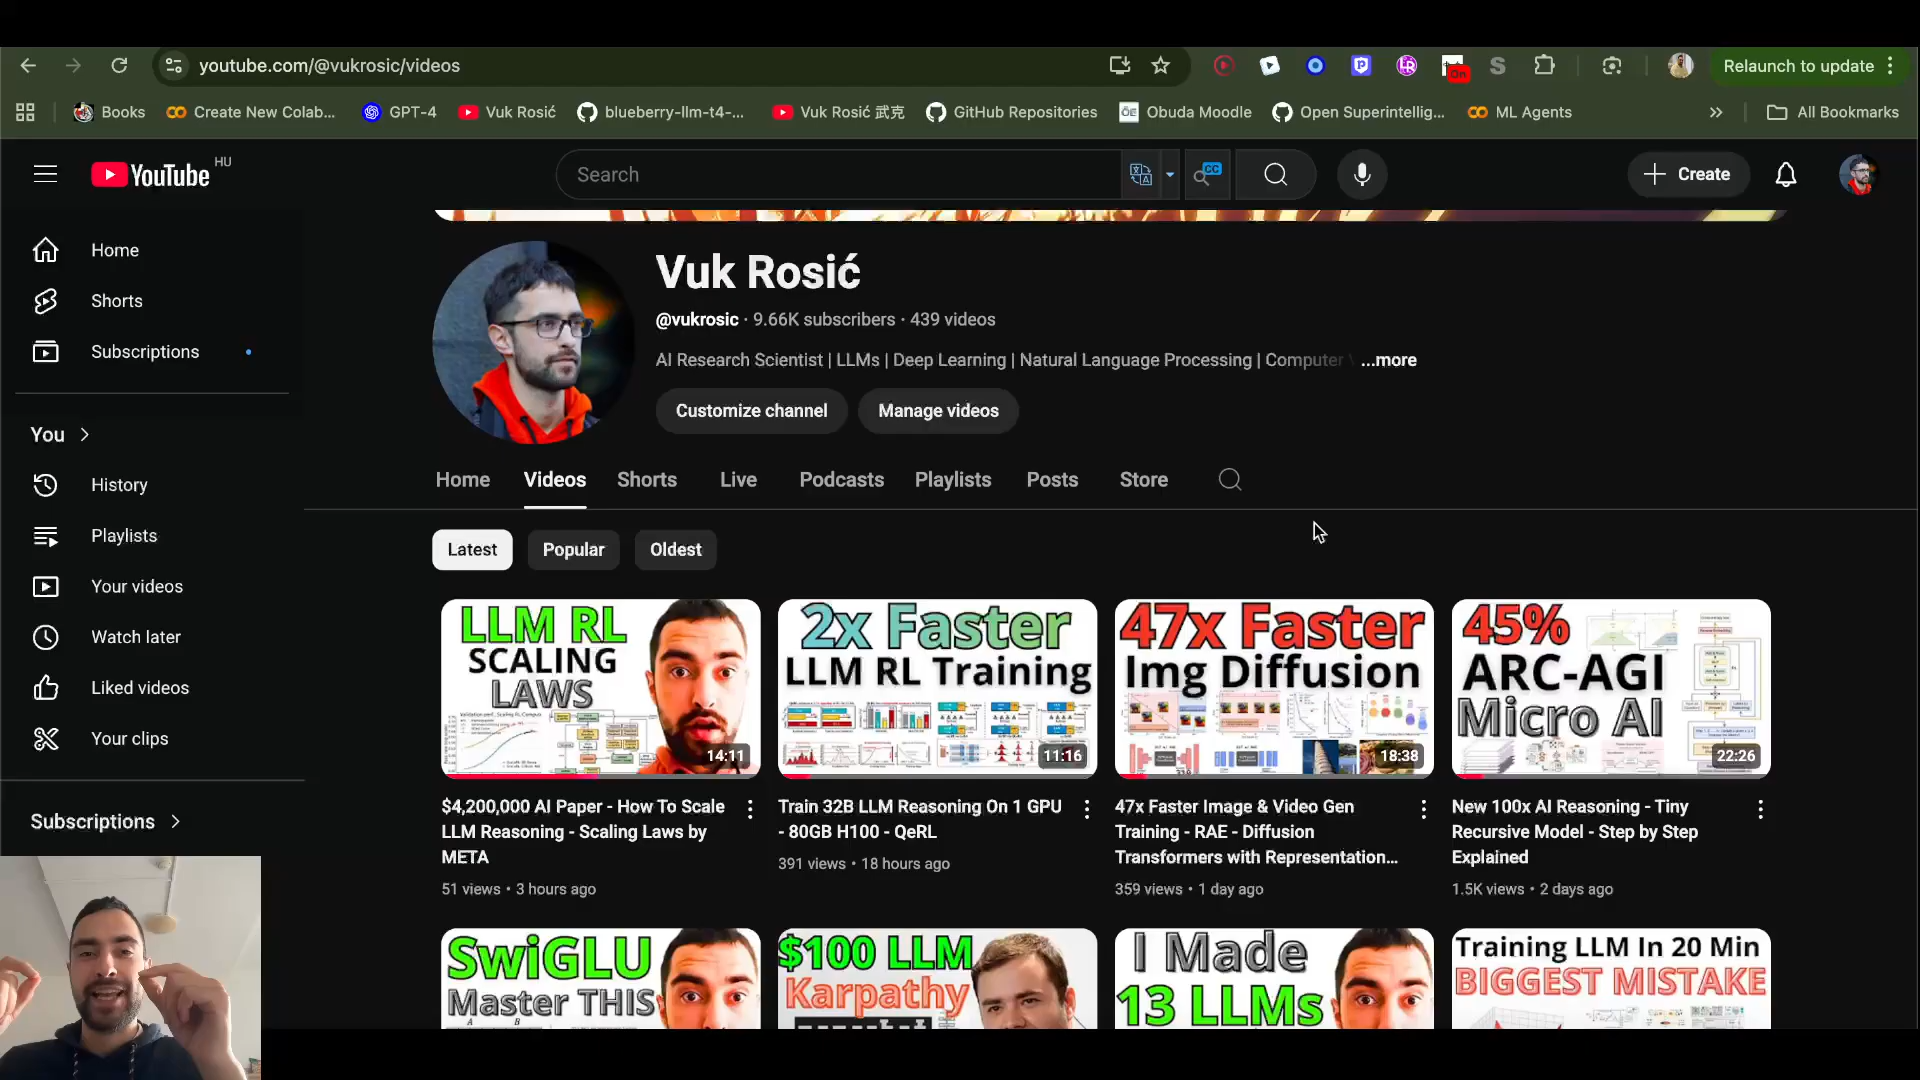 youtube.com/@vukrosic/videos
On
Relaunch to update
Books
Create New Colab...
GPT-4
Vuk Rosić
blueberry-llm-t4-...
Vuk Rosić 武克
GitHub Repositories
Obuda Moodle
Open Superintellig...
ML Agents
All Bookmarks
YouTube HU
Search
CC
Create
Home
Shorts
Subscriptions
You
History
Playlists
Your videos
Watch later
Liked videos
Your clips
Subscriptions
Vuk Rosić
@vukrosic · 9.66K subscribers · 439 videos
AI Research Scientist | LLMs | Deep Learning | Natural Language Processing | Computer ...more
Customize channel
Manage videos
Home
Videos
Shorts
Live
Podcasts
Playlists
Posts
Store
Latest
Popular
Oldest
LLM RL
SCALING
LAWS
14:11
$4,200,000 AI Paper - How To Scale
LLM Reasoning - Scaling Laws by
META
51 views • 3 hours ago
2x Faster
LLM RL Training
11:16
Train 32B LLM Reasoning On 1 GPU
- 80GB H100 - QeRL
391 views • 18 hours ago
47x Faster
Img Diffusion
18:38
47x Faster Image & Video Gen
Training - RAE - Diffusion
Transformers with Representation...
359 views • 1 day ago
45%
ARC-AGI
Micro AI
22:26
New 100x AI Reasoning - Tiny
Recursive Model - Step by Step
Explained
1.5K views • 2 days ago
SwiGLU
Master THIS
$100 LLM
Karpathy
I Made
13 LLMs
Training LLM In 20 Min
BIGGEST MISTAKE